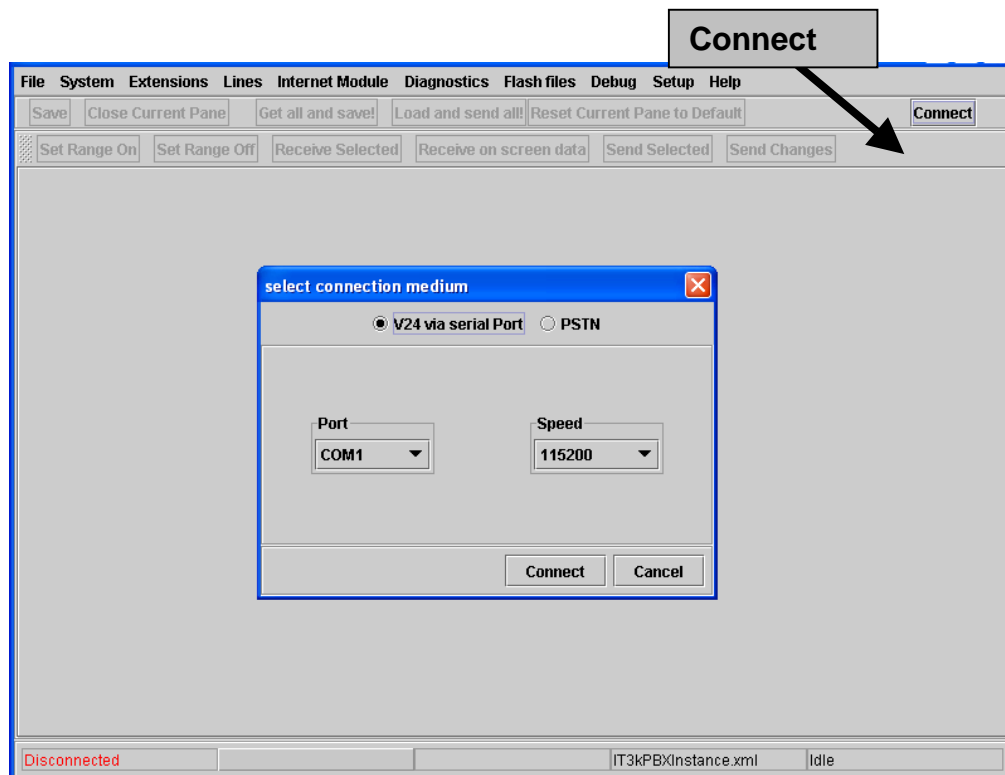 Connect
File System Extensions Lines Internet Module Diagnostics Flash files Debug Setup Help
Save Close Current Pane Get all and save! Load and send all! Reset Current Pane to Default Connect
Set Range On Set Range Off Receive Selected Receive on screen data Send Selected Send Changes
select connection medium
V24 via serial Port PSTN
Port Speed
COM1 115200
Connect Cancel
Disconnected IT3kPBXInstance.xml Idle